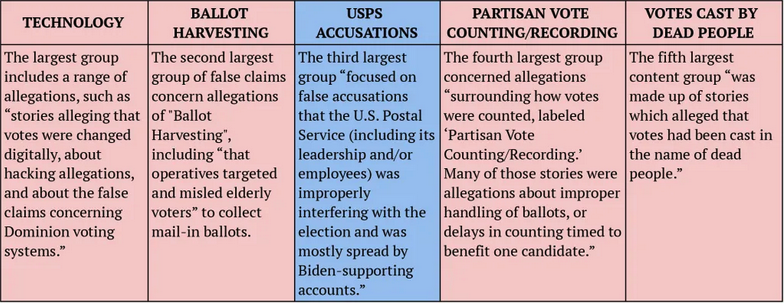 TECHNOLOGY
BALLOT
HARVESTING
USPS
ACCUSATIONS
PARTISAN VOTE
COUNTING/RECORDING
VOTES CAST BY
DEAD PEOPLE
The largest group
includes a range of
allegations, such as
“stories alleging that
votes were changed
digitally, about
hacking allegations,
and about the false
claims concerning
Dominion voting
systems.”
The second largest
group of false claims
concern allegations
of "Ballot
Harvesting",
including “that
operatives targeted
and misled elderly
voters” to collect
mail-in ballots.
The third largest
group “focused on
false accusations
that the U.S. Postal
Service (including its
leadership and/or
employees) was
improperly
interfering with the
election and was
mostly spread by
Biden-supporting
accounts.”
The fourth largest group
concerned allegations
“surrounding how votes
were counted, labeled
‘Partisan Vote
Counting/Recording.’
Many of those stories were
allegations about improper
handling of ballots, or
delays in counting timed to
benefit one candidate.”
The fifth largest
content group “was
made up of stories
which alleged that
votes had been cast in
the name of dead
people.”